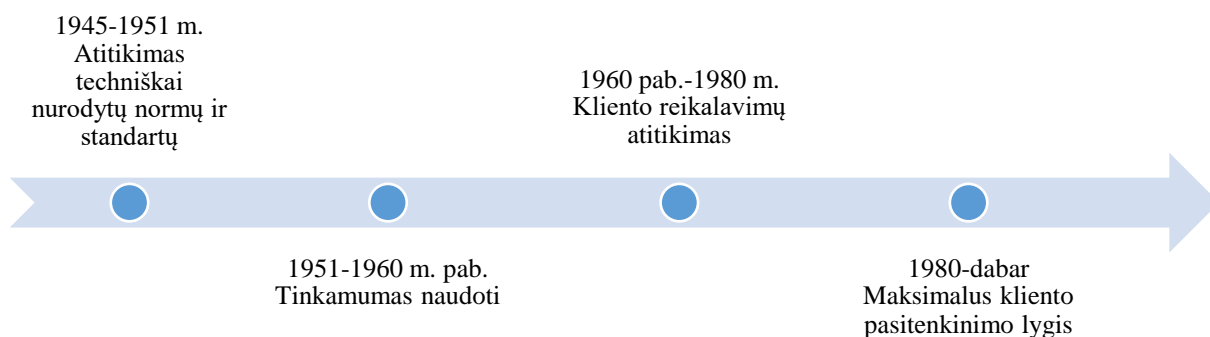 1945-1951 m.
Atitikimas
techniškai
nurodytų normų ir
standartų
1951-1960 m. pab.
Tinkamumas naudoti
1960 pab.-1980 m.
Kliento reikalavimų
atitikimas
1980-dabar
Maksimalus kliento
pasitenkinimo lygis